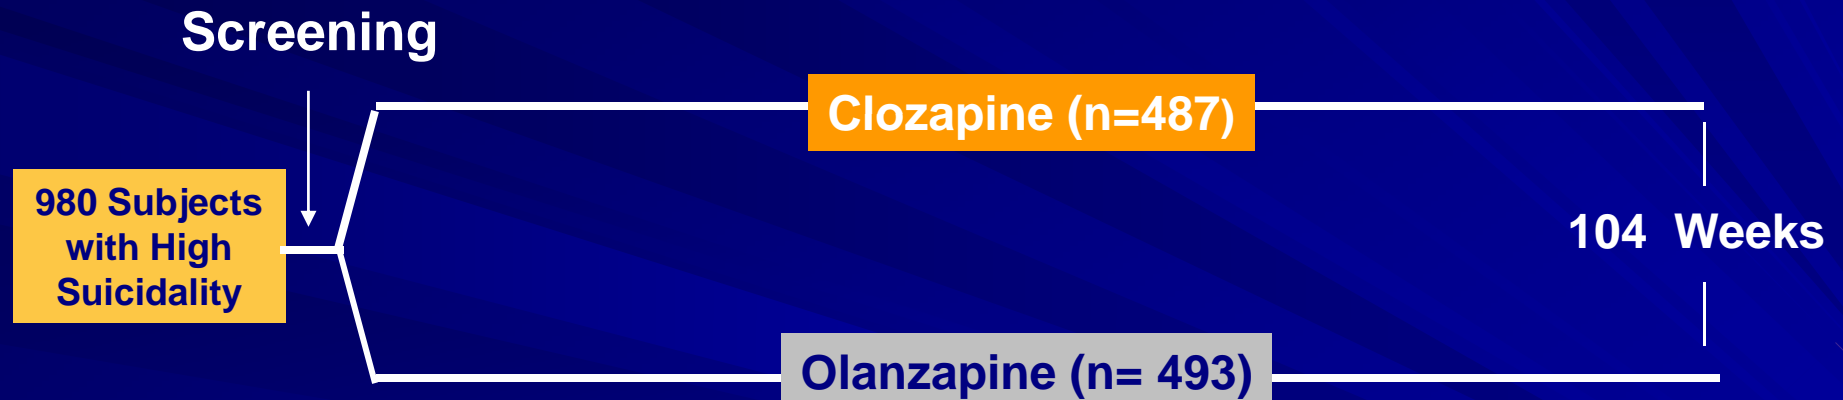 Screening
Clozapine (n=487)
980 Subjects
with High
Suicidality
104 Weeks
Olanzapine (n= 493)